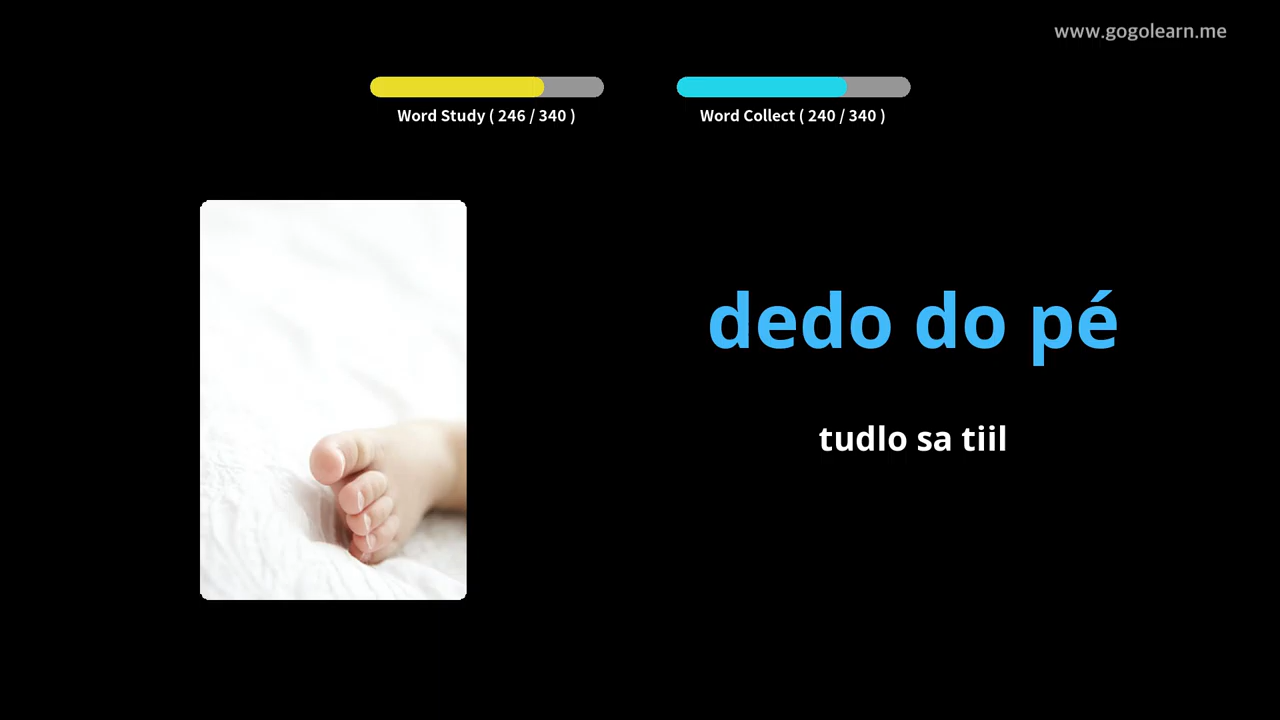 www.gogolearn.me
Word Study ( 246 / 340 )
Word Collect ( 240 / 340 )
dedo do pé
tudlo sa tiil